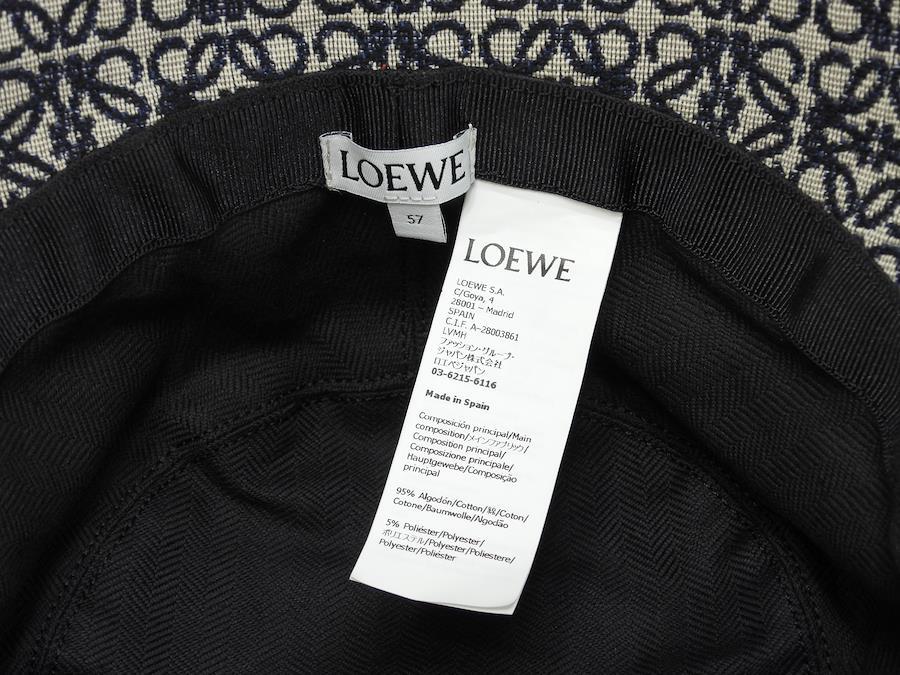 LOEWE
57
LOEWE
LOEWE S.A.
C/Goya, 4
28001 – Madrid
SPAIN
C.I.F. A-28003861
LVMH
ファッション・グループ・
ジャパン株式会社
ロエベジャパン
03-6215-6116
Made in Spain
Composición principal/Main
composition/メインファブリック/
Composition principal/
Composizione principale/
Hauptgewebe/Composição
principal
95% Algodón/Cotton/綿/Coton/
Cotone/Baumwolle/Algodão
5% Poliéster/Polyester/
ポリエステル/Polyester/Poliestere/
Polyester/Poliéster